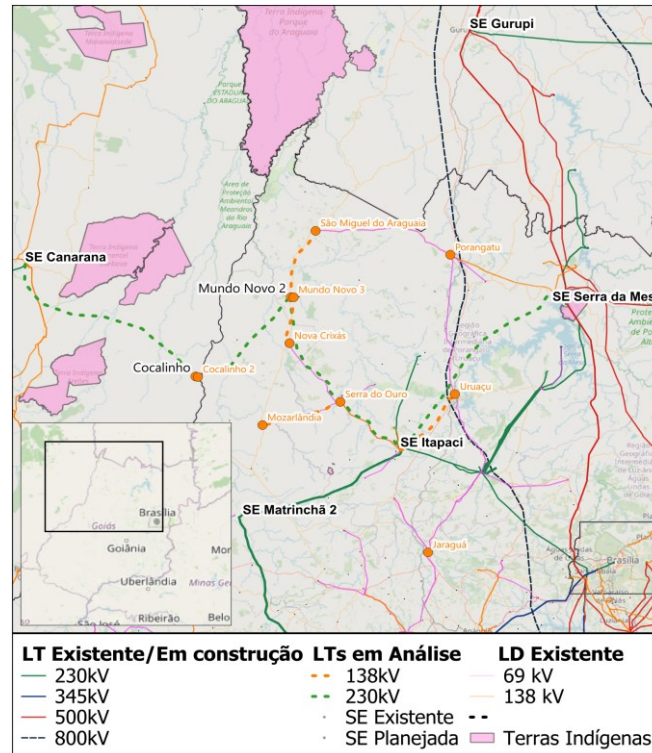 SE Gurupi
Terra Indígena
Parque
do Araguaia
São Miguel do Araguaia
Porangatu
SE Canarana
Mundo Novo 2
Mundo Novo 3
SE Serra da Mes
Nova Crixás
Cocalinho
Cocalinho 2
Serra do Ouro
Uruaçu
Mozarlândia
SE Itapaci
SE Matrinchã 2
Jaraguá
Brasília
Brasília
Goiás
Goiânia
Uberlândia
Minas Ger
Ribeirão
Belo
LT Existente/Em construção
230kV
345kV
500kV
800kV
LTs em Análise
138kV
230kV
SE Existente
SE Planejada
LD Existente
69 kV
138 kV
Terras Indígenas